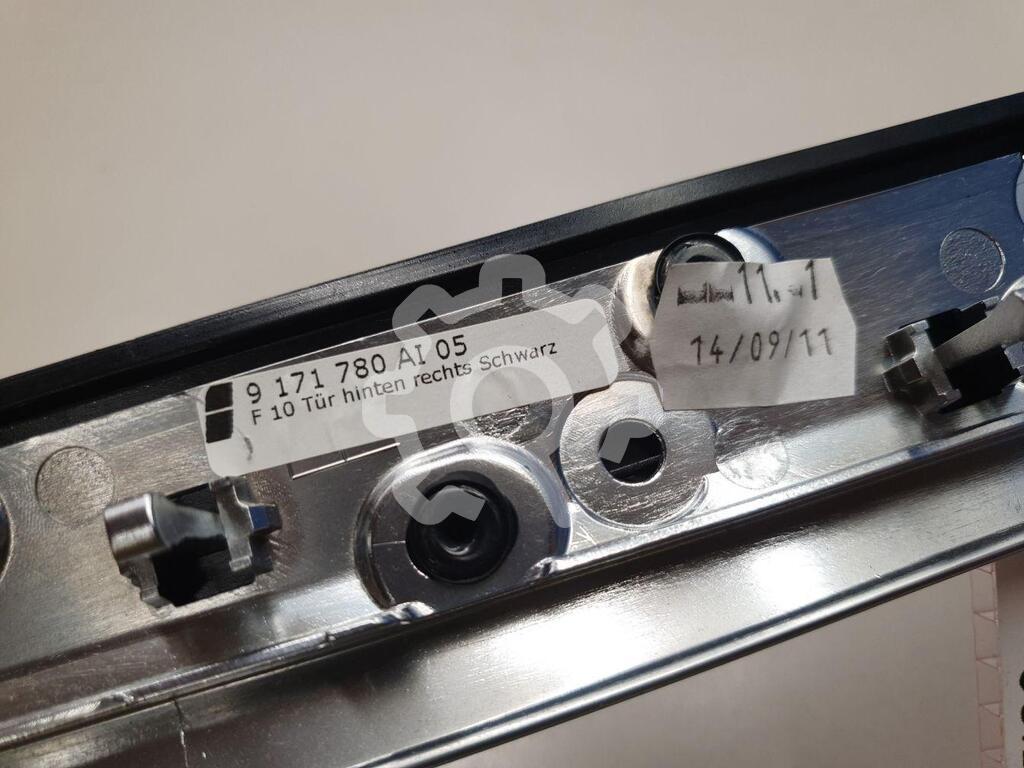 9 171 780 AI 05
F 10 Tür hinten rechts Schwarz
14/09/11